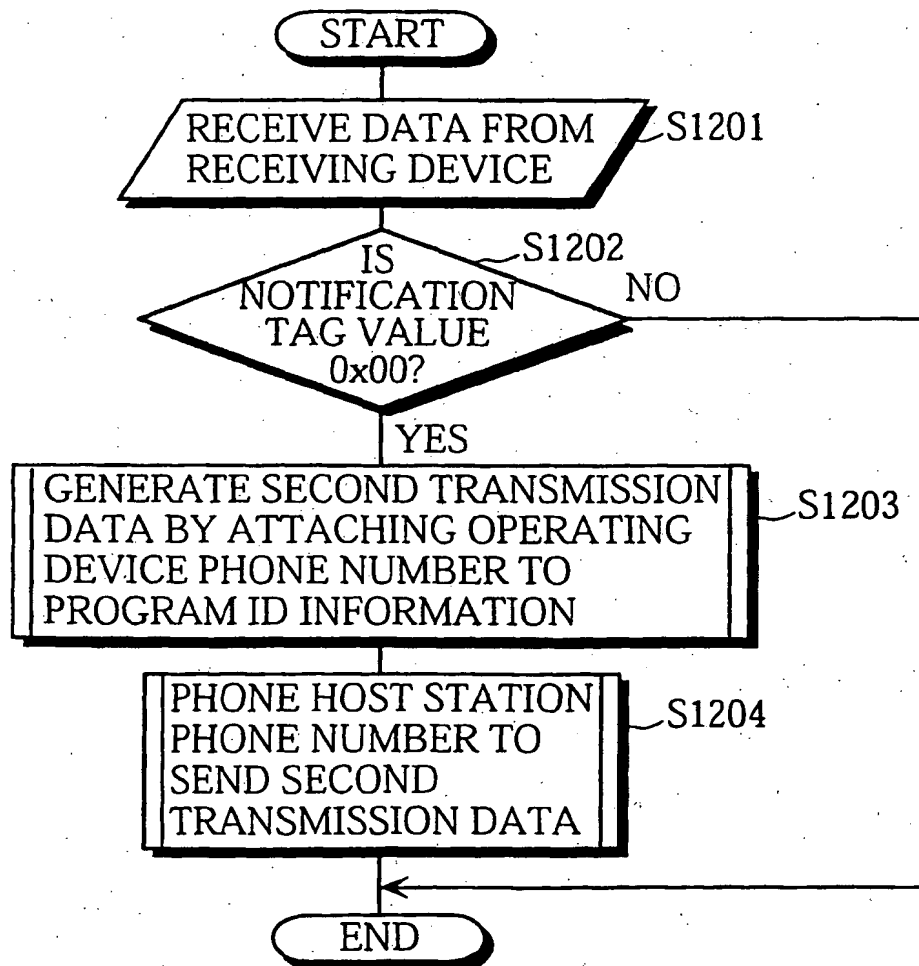 START
RECEIVE DATA FROM
RECEIVING DEVICE
S1201
S1202
IS
NOTIFICATION
TAG VALUE
0x00?
NO
YES
GENERATE SECOND TRANSMISSION
DATA BY ATTACHING OPERATING
DEVICE PHONE NUMBER TO
PROGRAM ID INFORMATION
S1203
PHONE HOST STATION
PHONE NUMBER TO
SEND SECOND
TRANSMISSION DATA
S1204
END